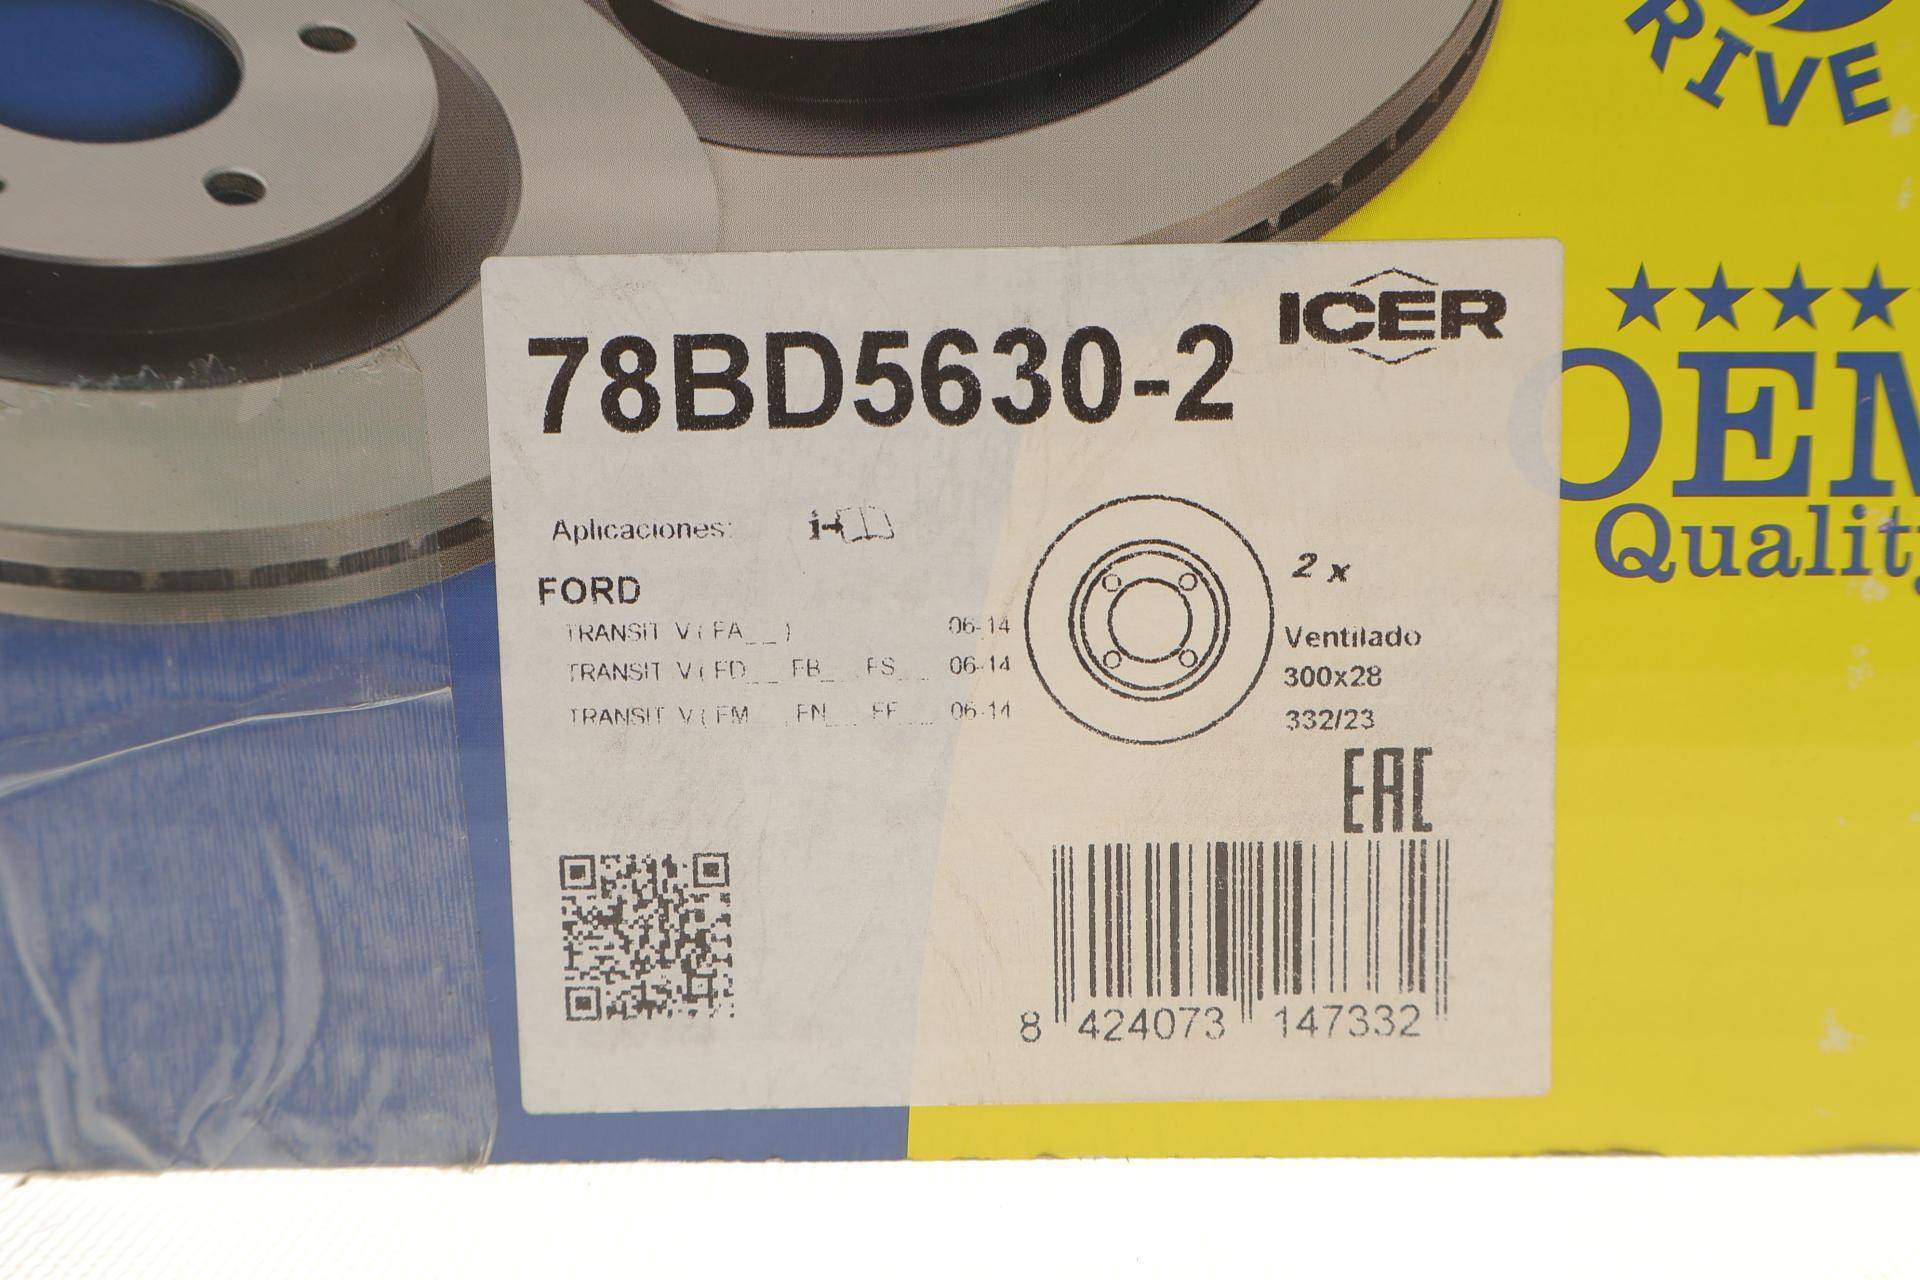 RIVE
ICER
78BD5630-2
OEM
Quality
Aplicaciones:
FORD
TRANSIT V ( FA_ _ ) 06-14
TRANSIT V ( FD_ _ FB_ _ FS_ _ 06-14
TRANSIT V ( FM_ _ FN_ _ FF_ _ 06-14
2 x
Ventilado
300x28
332/23
EAC
8 424073 147332